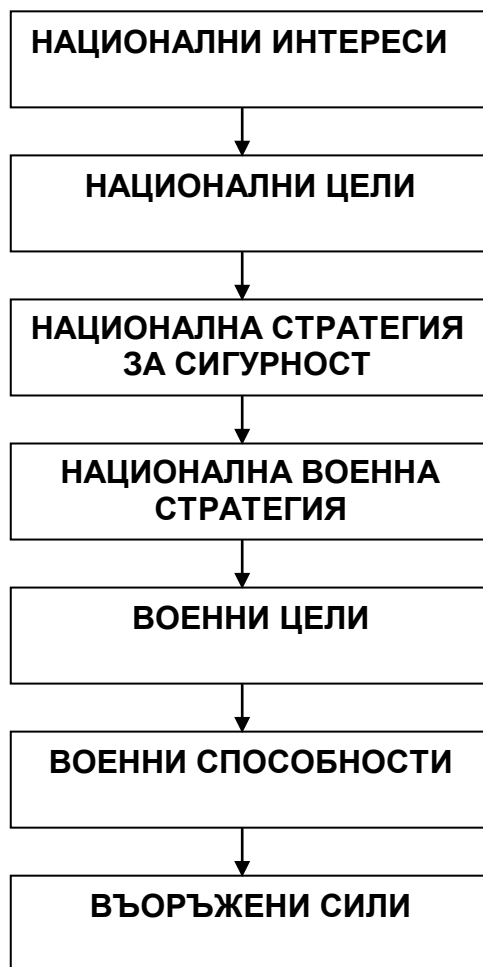 НАЦИОНАЛНИ ИНТЕРЕСИ
НАЦИОНАЛНИ ЦЕЛИ
НАЦИОНАЛНА СТРАТЕГИЯ
ЗА СИГУРНОСТ
НАЦИОНАЛНА ВОЕННА
СТРАТЕГИЯ
ВОЕННИ ЦЕЛИ
ВОЕННИ СПОСОБНОСТИ
ВЪОРЪЖЕНИ СИЛИ